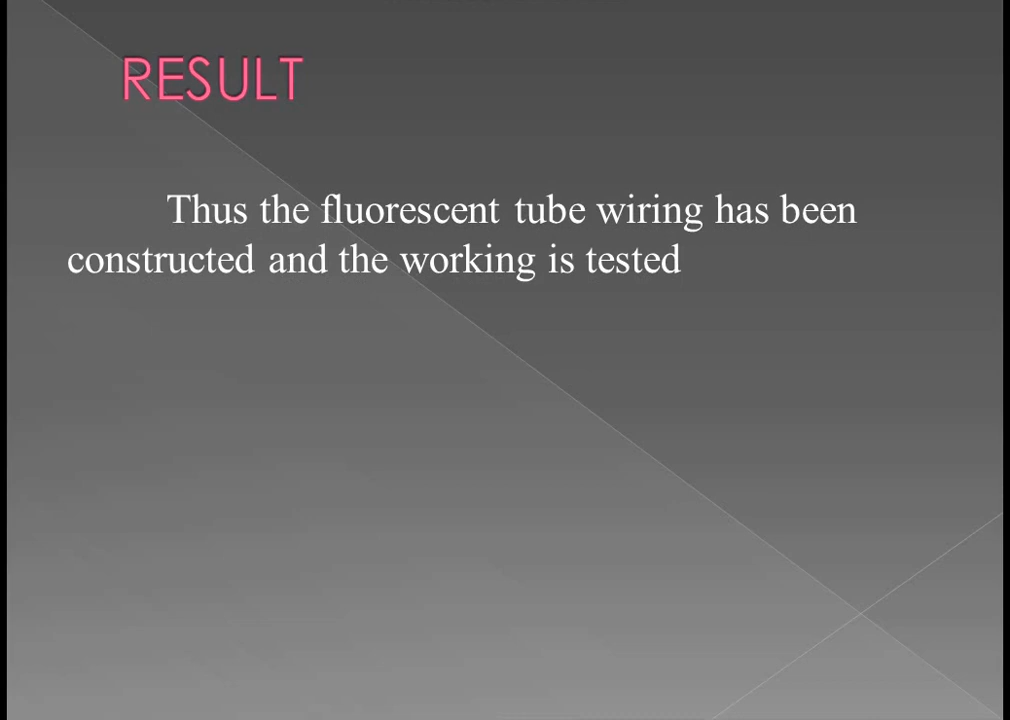 RESULT
Thus the fluorescent tube wiring has been
constructed and the working is tested